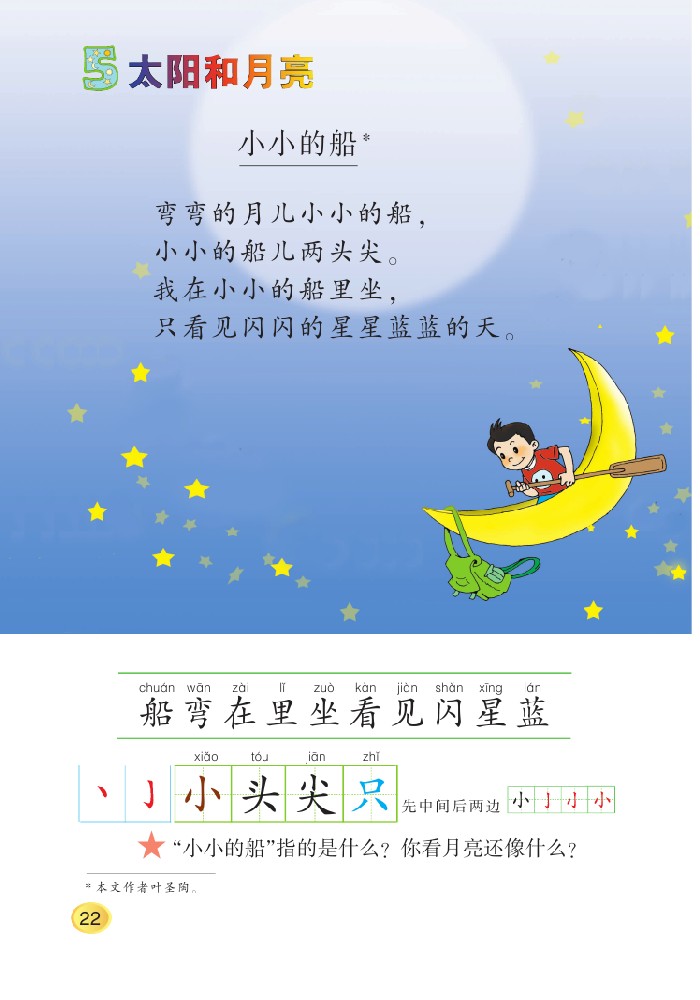 5 太阳和月亮
小小的船*
弯弯的月儿小小的船，
小小的船儿两头尖。
我在小小的船里坐，
只看见闪闪的星星蓝蓝的天。
chuán wān zài lǐ zuò kàn jiàn shǎn xīng án
船 弯 在 里 坐 看 见 闪 星 蓝
xiǎo tóu jiān zhǐ
丶 亅 小 头 尖 只 先中间后两边 小 亅 小 小
“小小的船”指的是什么？你看月亮还像什么？
* 本文作者叶圣陶。
22